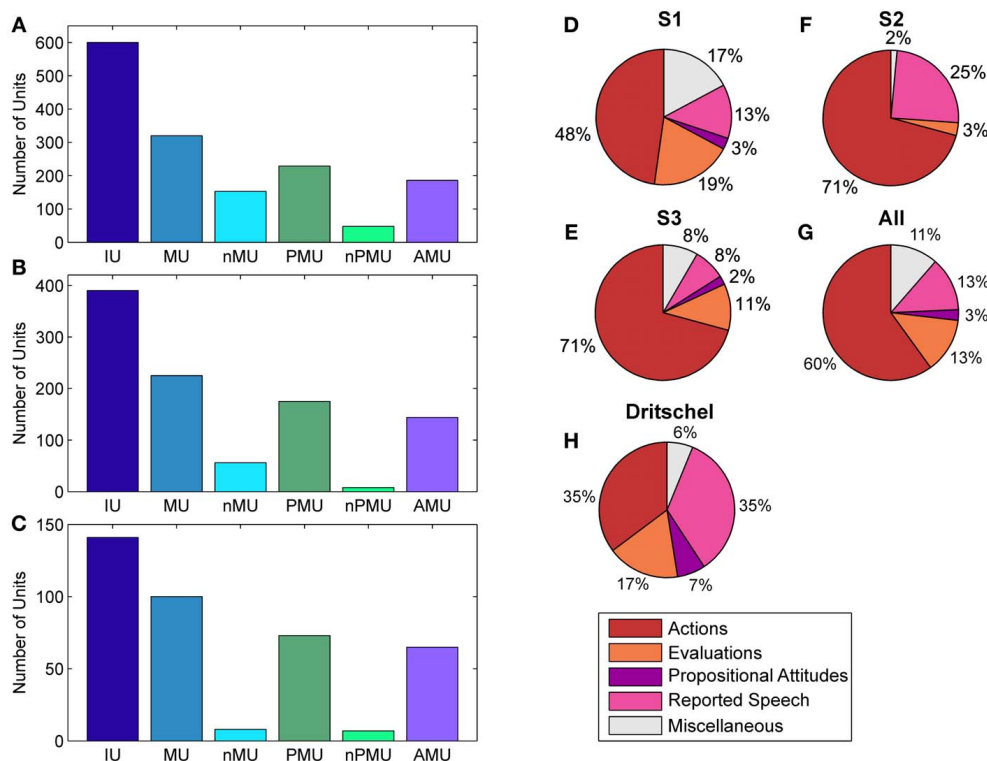 A
Number of Units
600
500
400
300
200
100
0
IU MU nMU PMU nPMU AMU
B
Number of Units
400
300
200
100
0
IU MU nMU PMU nPMU AMU
C
Number of Units
150
100
50
0
IU MU nMU PMU nPMU AMU
D
S1
17%
13%
3%
19%
48%
F
S2
2%
25%
3%
71%
E
S3
8%
8%
2%
11%
71%
G
All
11%
13%
3%
13%
60%
H
Dritschel
6%
35%
7%
17%
35%
Actions
Evaluations
Propositional Attitudes
Reported Speech
Miscellaneous